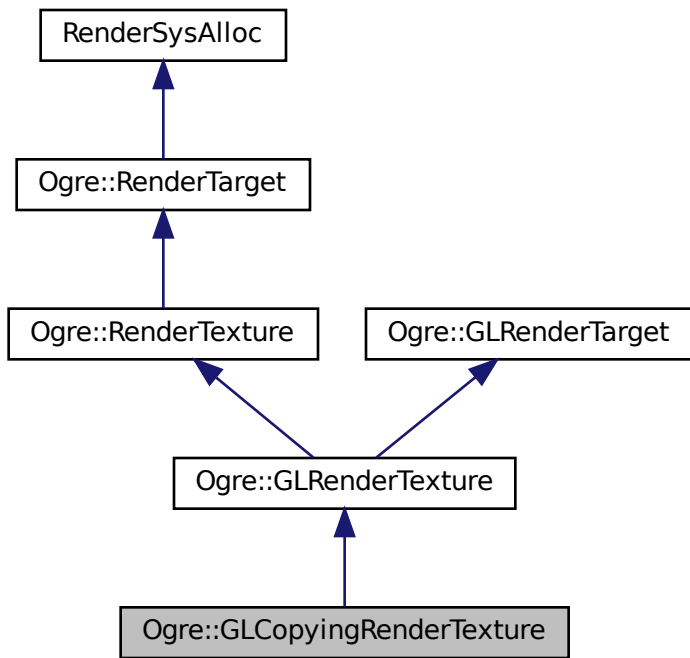 RenderSysAlloc
Ogre::RenderTarget
Ogre::RenderTexture
Ogre::GLRenderTarget
Ogre::GLRenderTexture
Ogre::GLCopyingRenderTexture